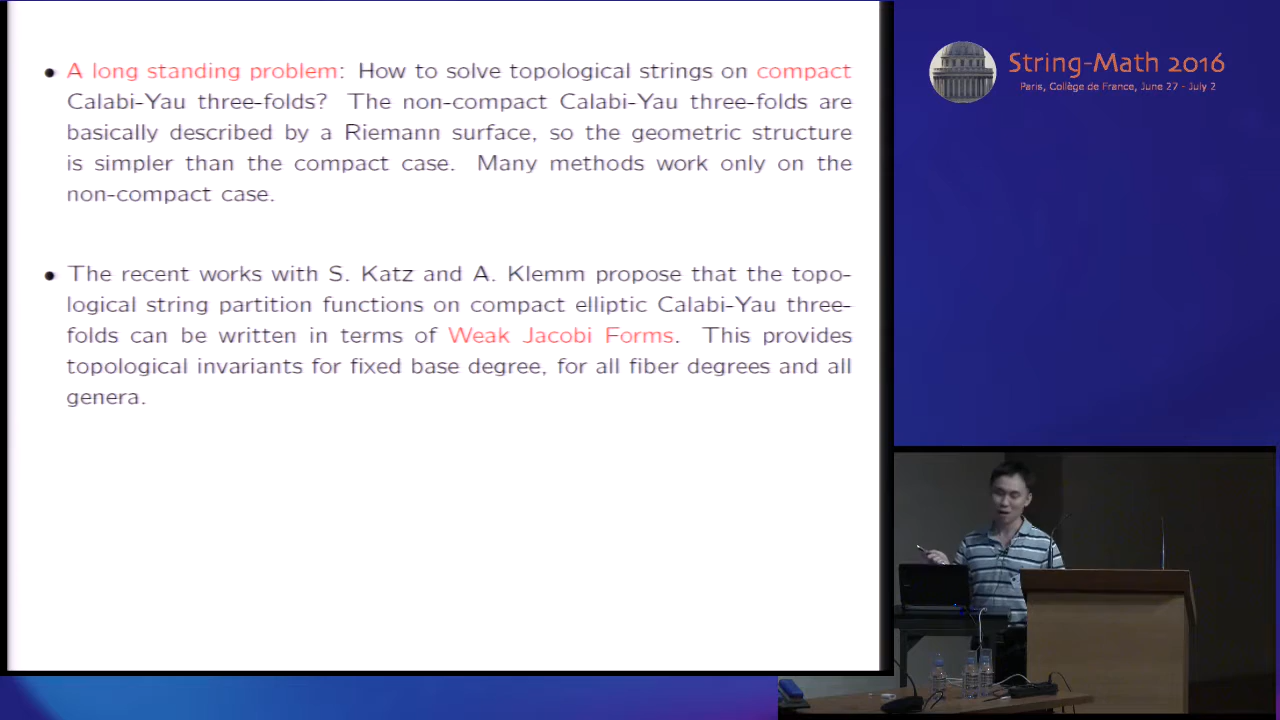 A long standing problem: How to solve topological strings on compact
Calabi-Yau three-folds? The non-compact Calabi-Yau three-folds are
basically described by a Riemann surface, so the geometric structure
is simpler than the compact case. Many methods work only on the
non-compact case.
The recent works with S. Katz and A. Klemm propose that the topo-
logical string partition functions on compact elliptic Calabi-Yau three-
folds can be written in terms of Weak Jacobi Forms. This provides
topological invariants for fixed base degree, for all fiber degrees and all
genera.
String-Math 2016
Paris, Collège de France, June 27 - July 2